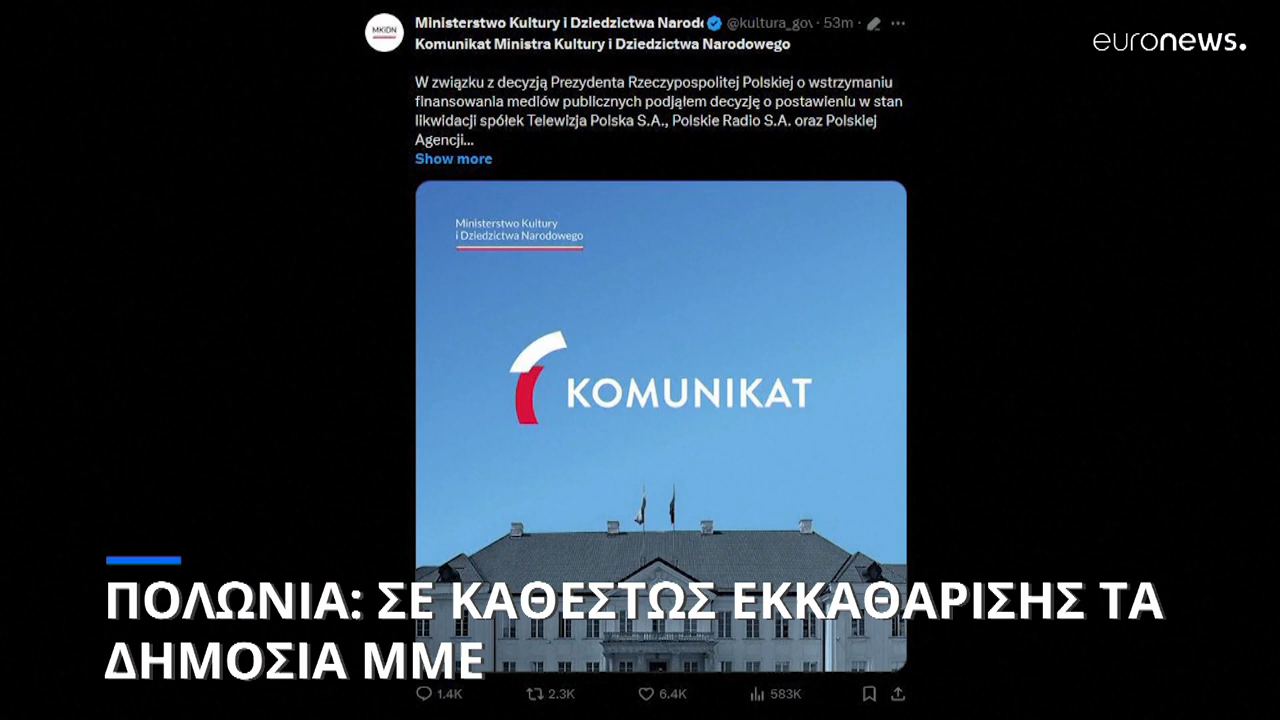 MKiDN
Ministerstwo Kultury i Dziedzictwa Narod @kultura_gov · 53m ·
Komunikat Ministra Kultury i Dziedzictwa Narodowego
W związku z decyzją Prezydenta Rzeczypospolitej Polskiej o wstrzymaniu
finansowania mediów publicznych podjąłem decyzję o postawieniu w stan
likwidacji spółek Telewizja Polska S.A., Polskie Radio S.A. oraz Polskiej
Agencji...
Show more
euronews.
Ministerstwo Kultury
i Dziedzictwa Narodowego
KOMUNIKAT
ΠΟΛΩΝΙΑ: ΣΕ ΚΑΘΕΣΤΩΣ ΕΚΚΑΘΑΡΙΣΗΣ ΤΑ
ΔΗΜΟΣΙΑ ΜΜΕ
1.4K 2.3K 6.4K 583K